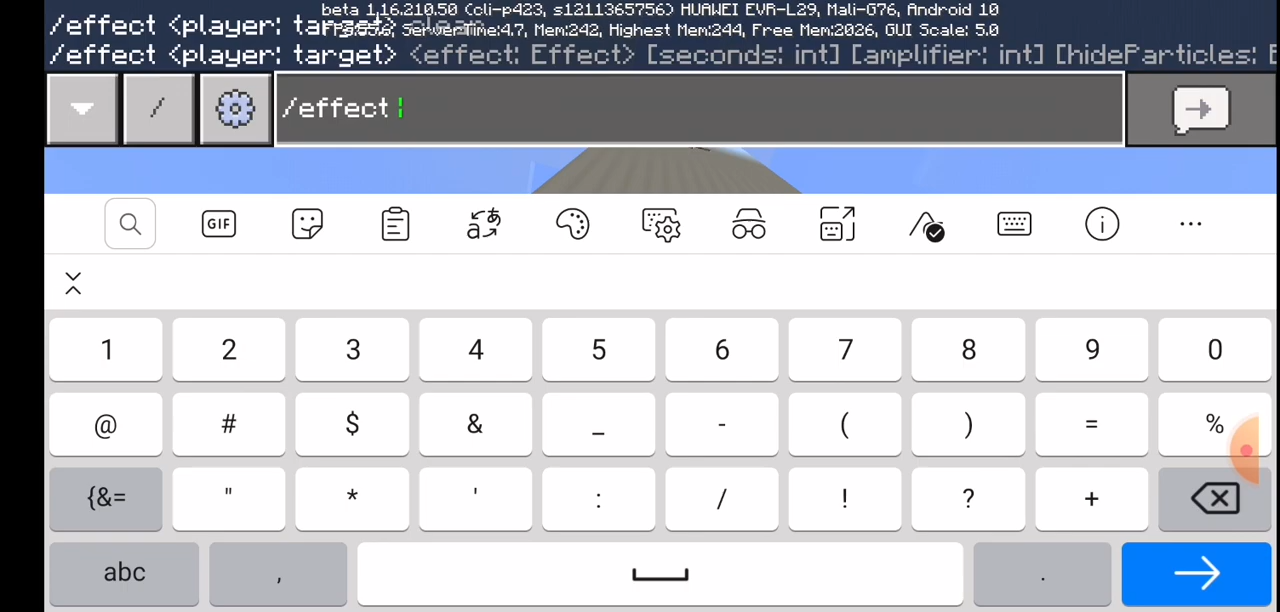 beta 1.16.210.50 (cli-p423, s1211365756) HUAWEI EVR-L29, Mali-G76, Android 10
/effect <player: target> clear
ServerTime:4.7, Mem:242, Highest Mem:244, Free Mem:2026, GUI Scale: 5.0
/effect <player: target> <effect: Effect> [seconds: int] [amplifier: int] [hideParticles:
/
/effect
GIF
a あ
1 2 3 4 5 6 7 8 9 0
@ # $ & _ - ( ) = %
{&= " * ' : / ! ? +
abc , .